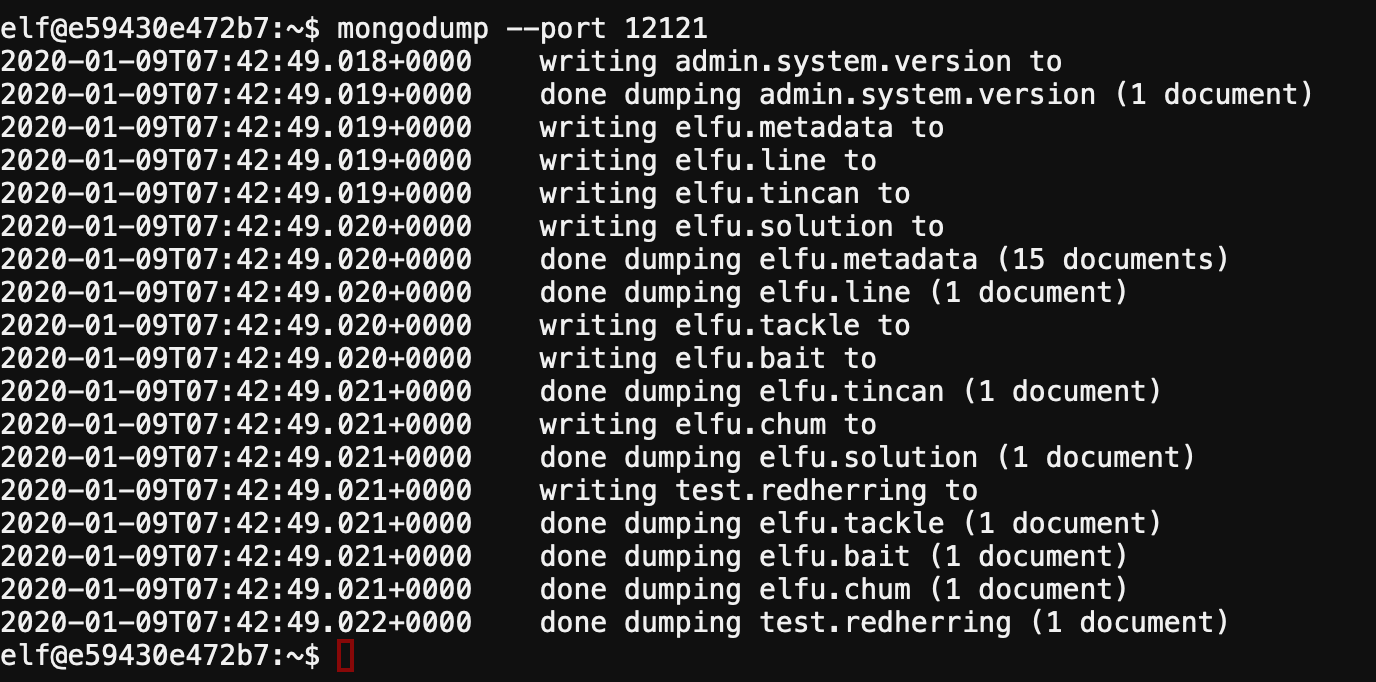 elf@e59430e472b7:~$ mongodump --port 12121
2020-01-09T07:42:49.018+0000    writing admin.system.version to
2020-01-09T07:42:49.019+0000    done dumping admin.system.version (1 document)
2020-01-09T07:42:49.019+0000    writing elfu.metadata to
2020-01-09T07:42:49.019+0000    writing elfu.line to
2020-01-09T07:42:49.019+0000    writing elfu.tincan to
2020-01-09T07:42:49.020+0000    writing elfu.solution to
2020-01-09T07:42:49.020+0000    done dumping elfu.metadata (15 documents)
2020-01-09T07:42:49.020+0000    done dumping elfu.line (1 document)
2020-01-09T07:42:49.020+0000    writing elfu.tackle to
2020-01-09T07:42:49.020+0000    writing elfu.bait to
2020-01-09T07:42:49.021+0000    done dumping elfu.tincan (1 document)
2020-01-09T07:42:49.021+0000    writing elfu.chum to
2020-01-09T07:42:49.021+0000    done dumping elfu.solution (1 document)
2020-01-09T07:42:49.021+0000    writing test.redherring to
2020-01-09T07:42:49.021+0000    done dumping elfu.tackle (1 document)
2020-01-09T07:42:49.021+0000    done dumping elfu.bait (1 document)
2020-01-09T07:42:49.021+0000    done dumping elfu.chum (1 document)
2020-01-09T07:42:49.022+0000    done dumping test.redherring (1 document)
elf@e59430e472b7:~$